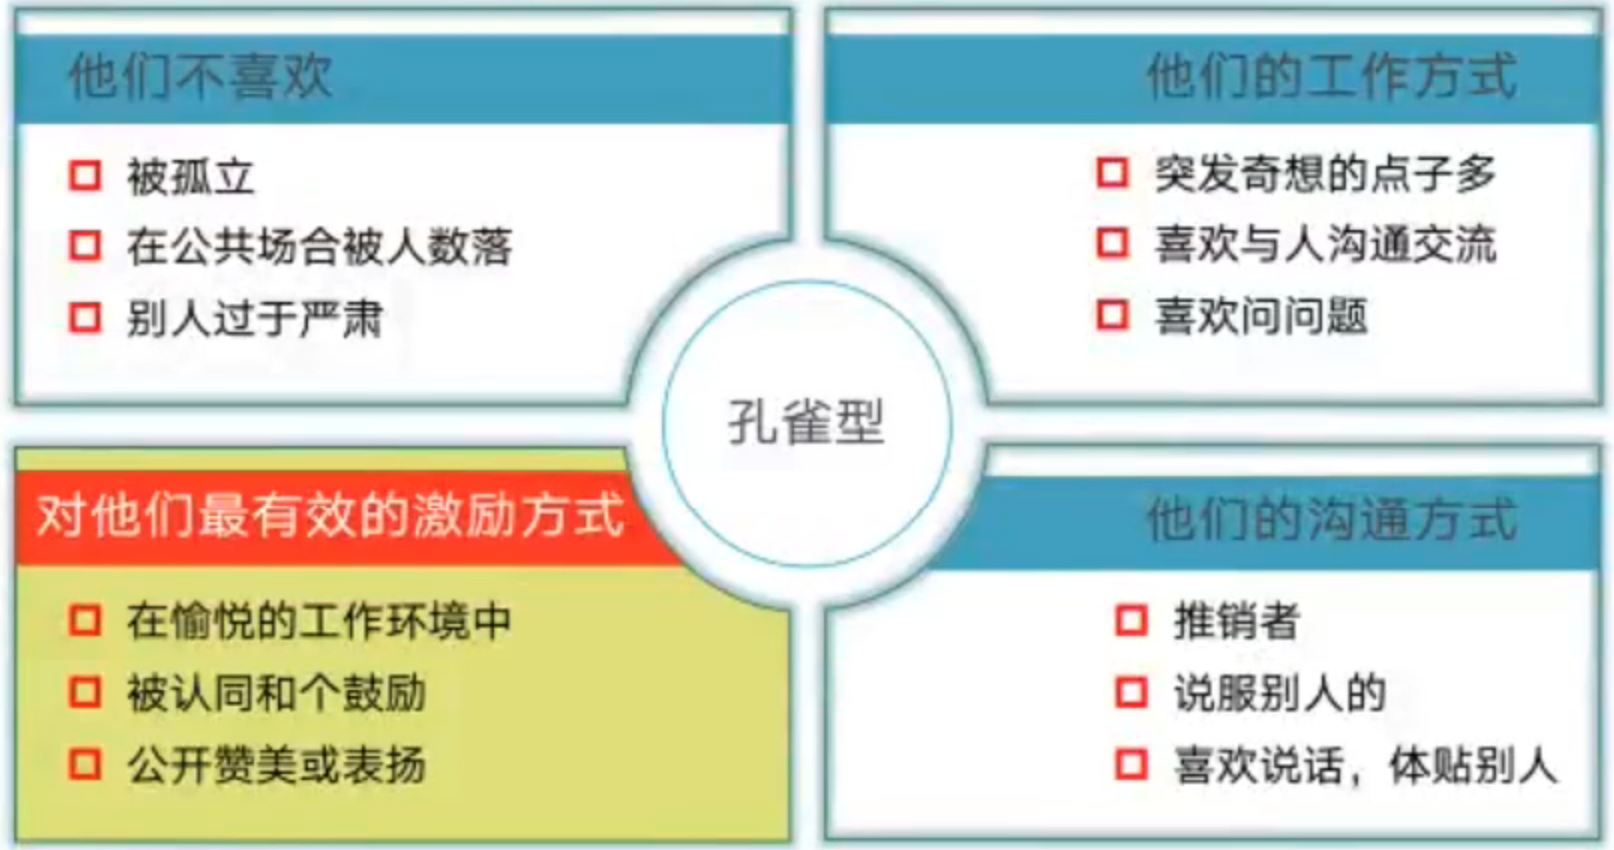 他们不喜欢
被孤立
在公共场合被人数落
别人过于严肃
他们的工作方式
突发奇想的点子多
喜欢与人沟通交流
喜欢问问题
孔雀型
对他们最有效的激励方式
在愉悦的工作环境中
被认同和个鼓励
公开赞美或表扬
他们的沟通方式
推销者
说服别人的
喜欢说话，体贴别人